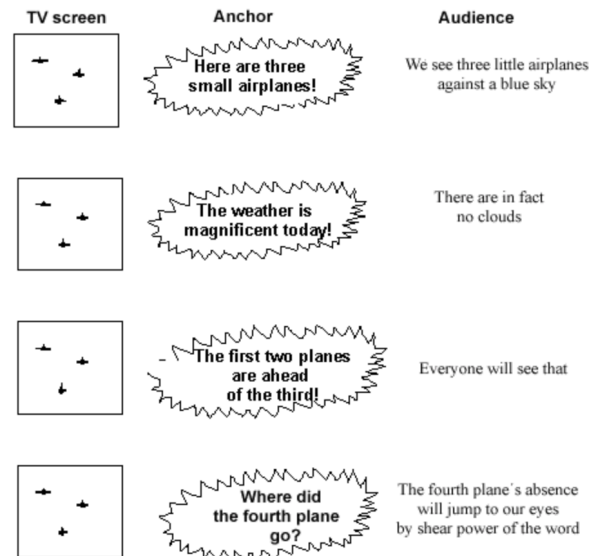 TV screen Anchor Audience
Here are three
small airplanes!
We see three little airplanes
against a blue sky
The weather is
magnificent today!
There are in fact
no clouds
The first two planes
are ahead
of the third!
Everyone will see that
Where did
the fourth plane
go?
The fourth plane´s absence
will jump to our eyes
by shear power of the word